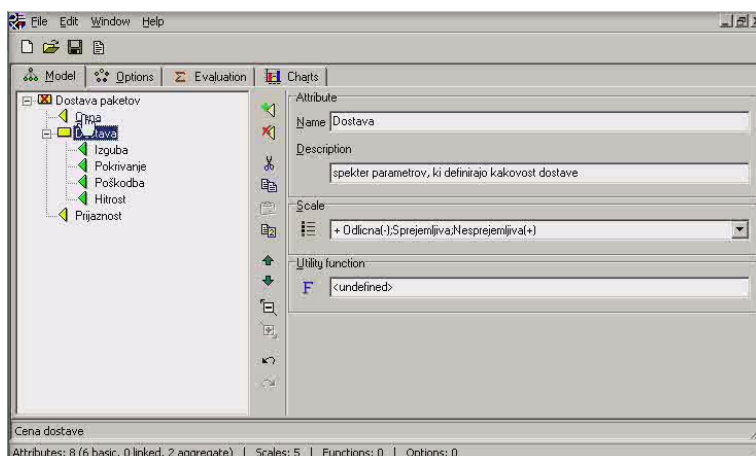 File Edit Window Help
Model Options Σ Evaluation Charts
Dostava paketov
Cena
Dostava
Izguba
Pokrivanje
Poškodba
Hitrost
Prijaznost
Attribute
Name Dostava
Description
spekter parametrov, ki definirajo kakovost dostave
Scale
+ Odlicna(-);Sprejemljiva;Nesprejemljiva(+)
Utility function
F <undefined>
Cena dostave
Attributes: 8 (6 basic, 0 linked, 2 aggregate) | Scales: 5 | Functions: 0 | Options: 0